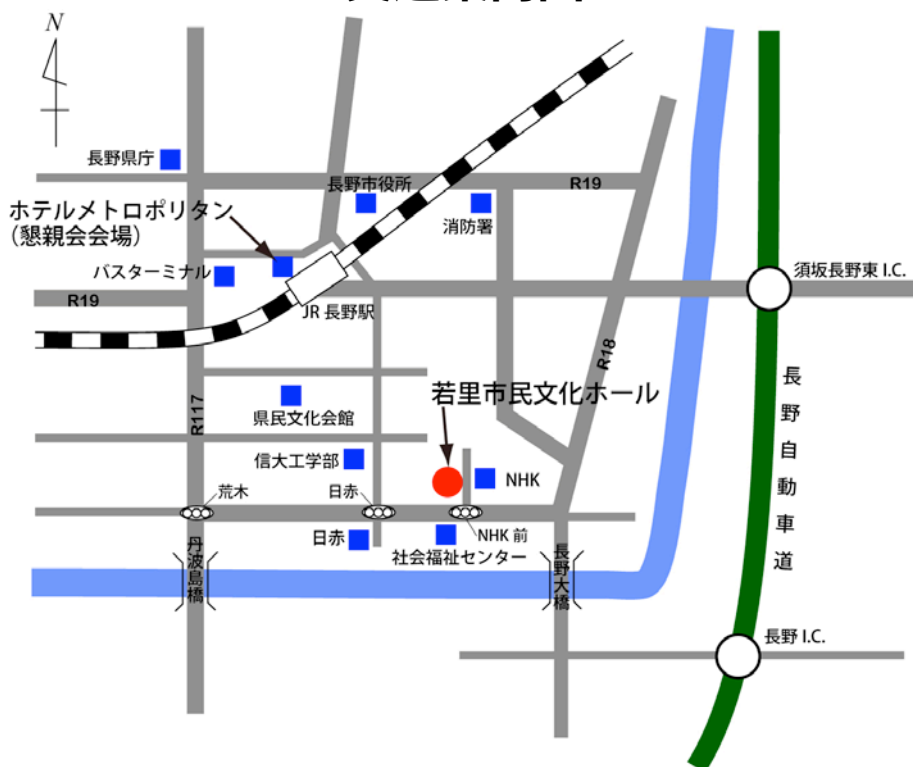 N
長野県庁
R19
長野市役所
消防署
ホテルメトロポリタン
（懇親会会場）
バスターミナル
須坂長野東 I.C.
R19
JR 長野駅
R18
長野自動車道
若里市民文化ホール
R117
県民文化会館
信大工学部
NHK
荒木
日赤
NHK 前
日赤
社会福祉センター
丹波島橋
長野大橋
長野 I.C.